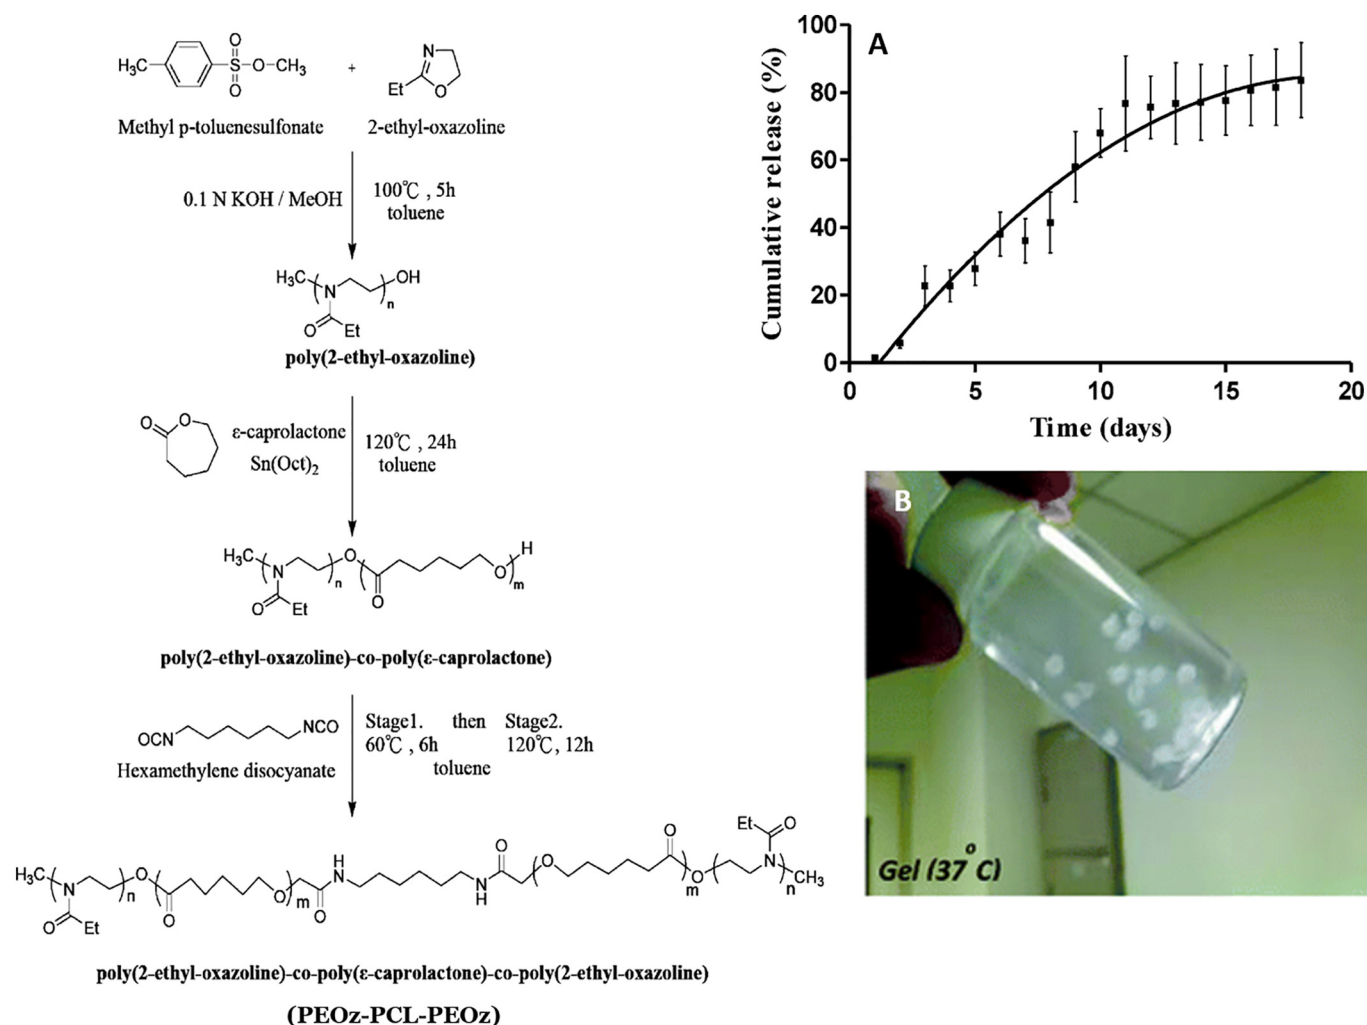 H₃C
O
S
O
O
CH₃
+
N
O
Et
Methyl p-toluenesulfonate
2-ethyl-oxazoline
0.1 N KOH / MeOH
100℃ , 5h
toluene
H₃C
N
OH
n
O
Et
poly(2-ethyl-oxazoline)
O
O
ε-caprolactone
Sn(Oct)₂
120℃ , 24h
toluene
H₃C
N
n
O
O
H
m
O
Et
O
poly(2-ethyl-oxazoline)-co-poly(ε-caprolactone)
OCN
NCO
Hexamethylene disocyanate
Stage1. then Stage2.
60℃ , 6h 120℃, 12h
toluene
H₃C
N
n
O
Et
O
O
O
m
O
H
N
N
H
O
O
O
m
O
n
N
Et
O
CH₃
poly(2-ethyl-oxazoline)-co-poly(ε-caprolactone)-co-poly(2-ethyl-oxazoline)
(PEOz-PCL-PEOz)
A
Cumulative release (%)
100
80
60
40
20
0
0 5 10 15 20
Time (days)
B
Gel (37°C)